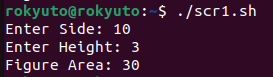 rokyuto@rokyuto:~$ ./scr1.sh
Enter Side: 10
Enter Height: 3
Figure Area: 30